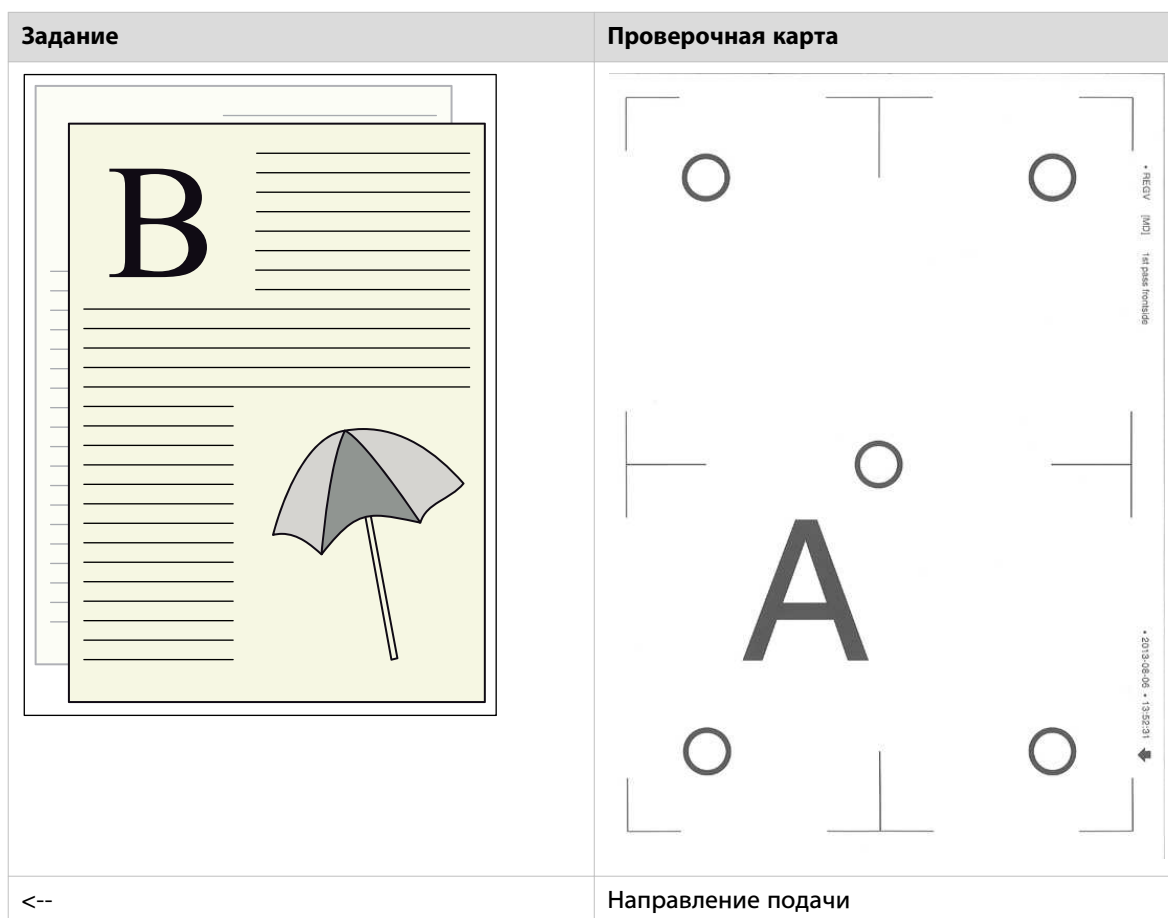 Задание
Проверочная карта
B
• REGV [MD] 1st pass frontside
A
• 2013-08-06 • 13:52:31
<--
Направление подачи